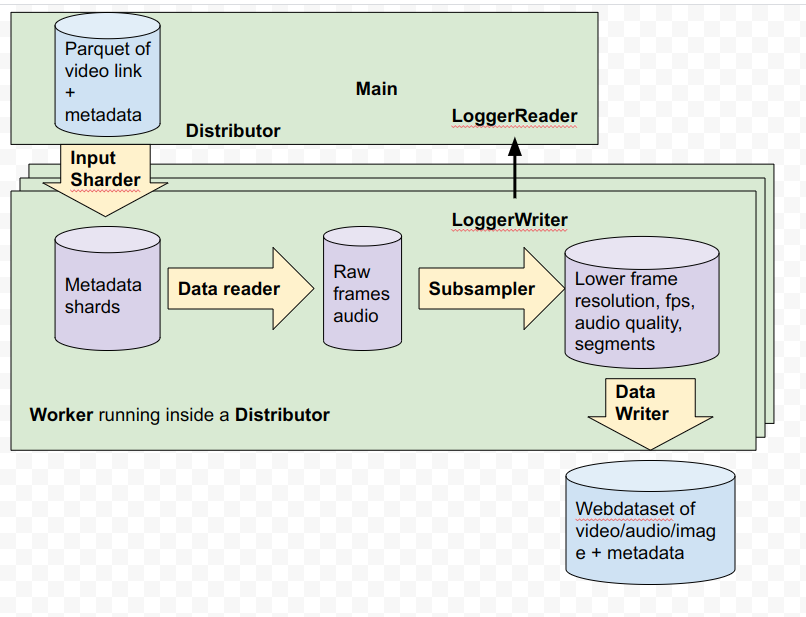 Parquet of
video link
+
metadata
Main
LoggerReader
Distributor
Input
Sharder
LoggerWriter
Metadata
shards
Data reader
Raw
frames
audio
Subsampler
Lower frame
resolution, fps,
audio quality,
segments
Worker running inside a Distributor
Data
Writer
Webdataset of
video/audio/imag
e + metadata